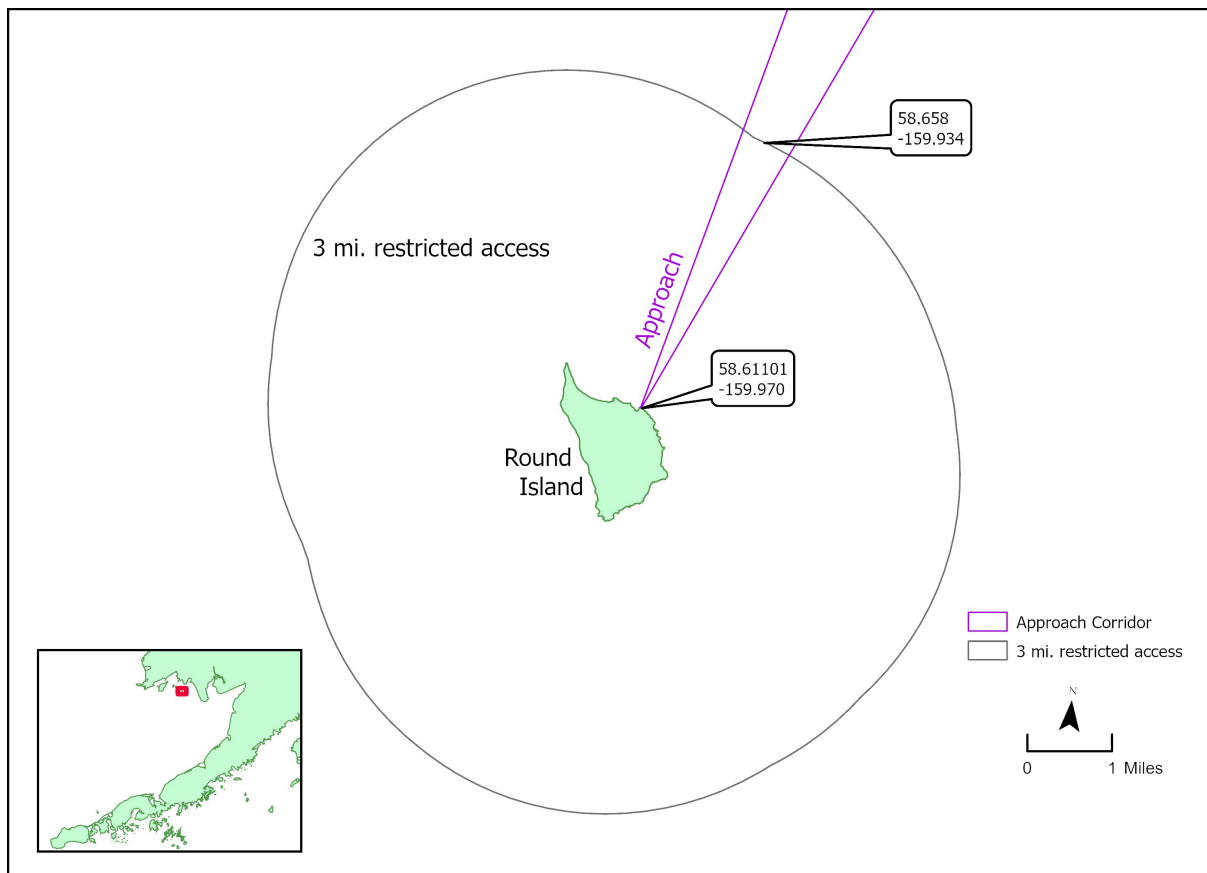 58.658
-159.934
3 mi. restricted access
Approach
58.61101
-159.970
Round
Island
Approach Corridor
3 mi. restricted access
N
0 1 Miles